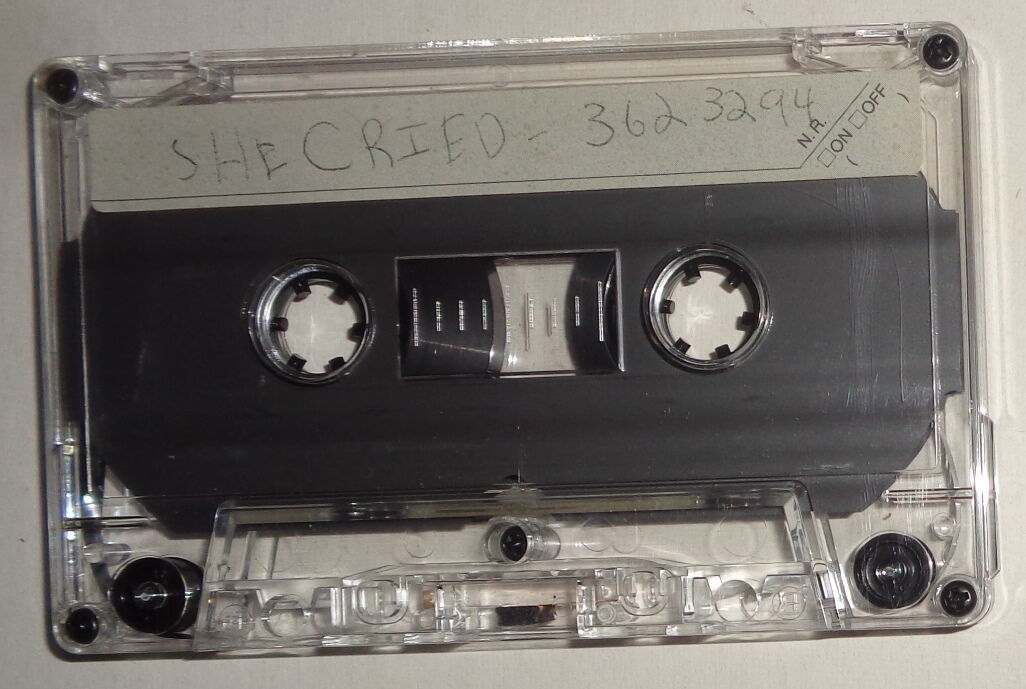 SHE CRIED - 362 3294
N.R.
□ON □OFF